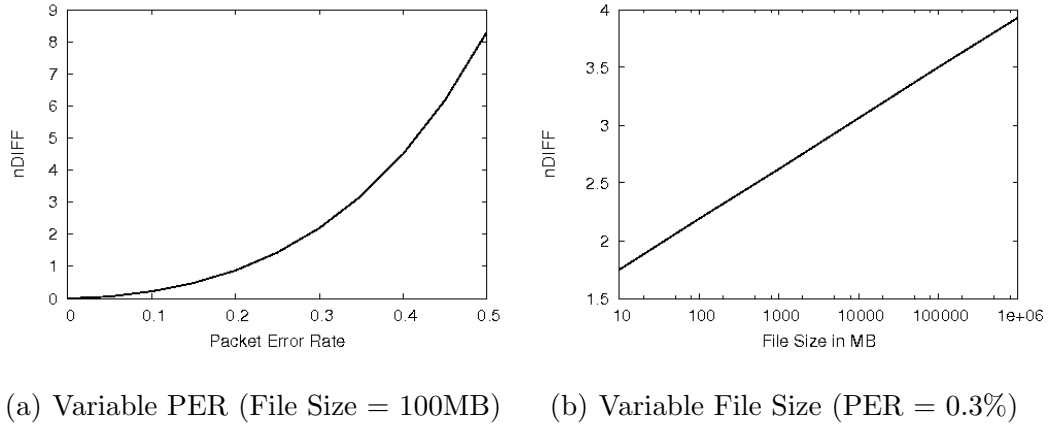 9
8
7
6
5
4
3
2
1
0
nDIFF
0 0.1 0.2 0.3 0.4 0.5
Packet Error Rate
4
3.5
3
2.5
2
1.5
nDIFF
10 100 1000 10000 100000 1e+06
File Size in MB
(a) Variable PER (File Size = 100MB)
(b) Variable File Size (PER = 0.3%)